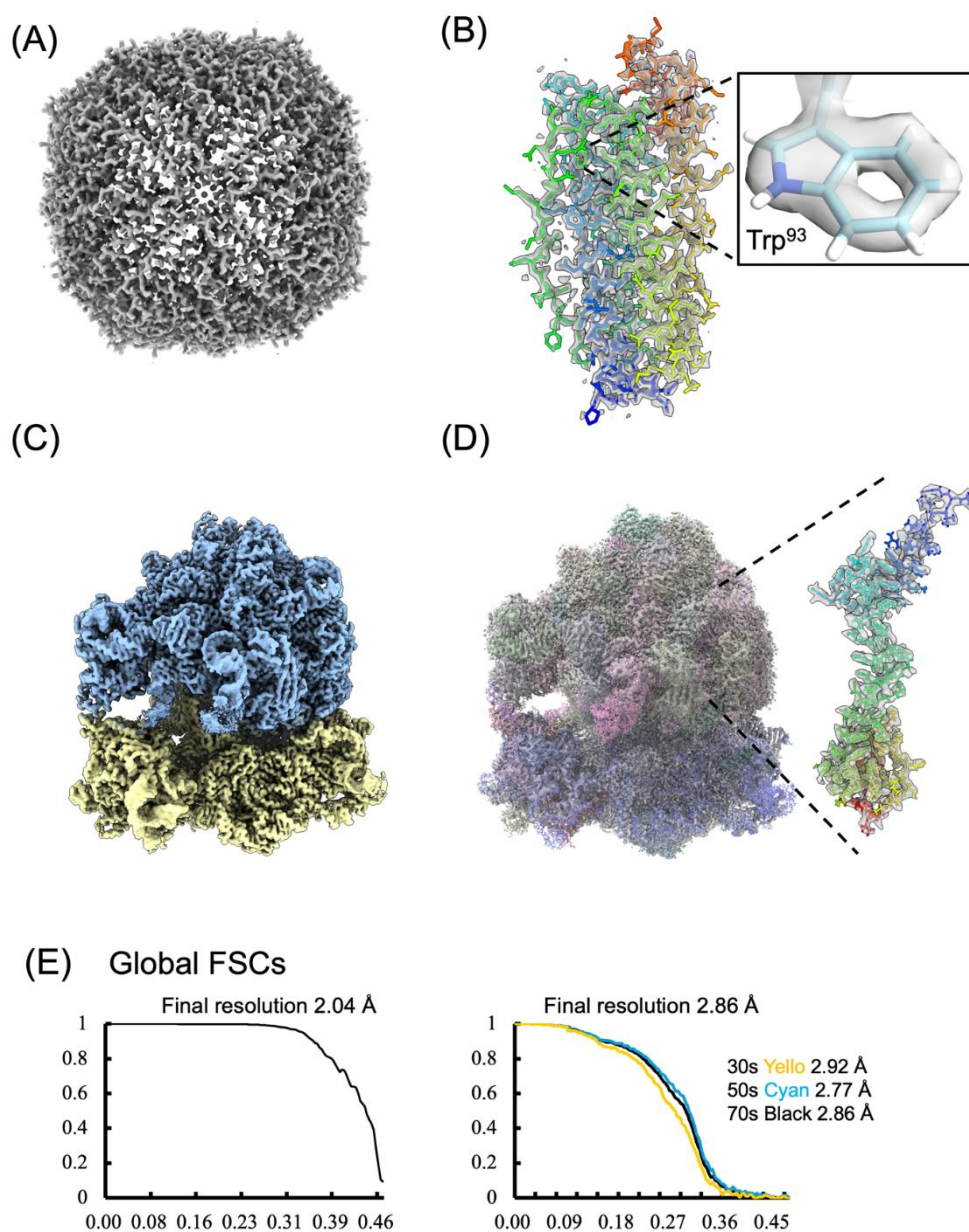 (A)
(B)
Trp⁹³
(C)
(D)
(E) Global FSCs
Final resolution 2.04 Å
1
0.8
0.6
0.4
0.2
0
0.00 0.08 0.16 0.23 0.31 0.39 0.46
Final resolution 2.86 Å
1
0.8
0.6
0.4
0.2
0
0.00 0.09 0.18 0.27 0.36 0.46
30s Yello 2.92 Å
50s Cyan 2.77 Å
70s Black 2.86 Å